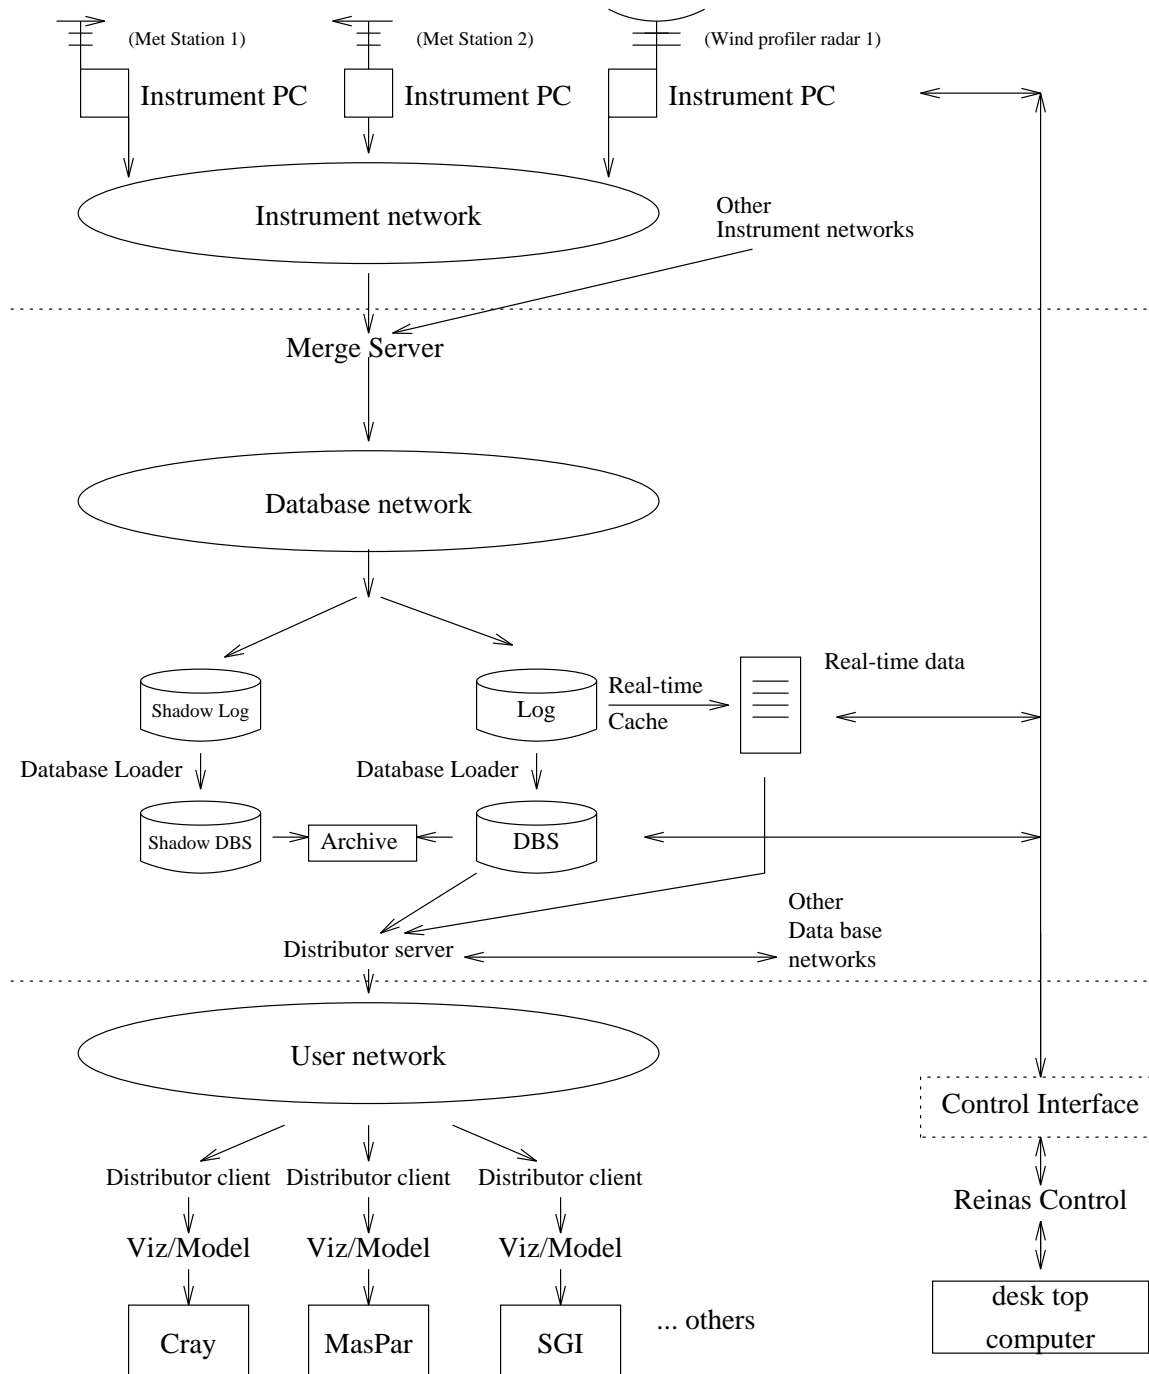 (Met Station 1)
(Met Station 2)
(Wind profiler radar 1)
Instrument PC
Instrument PC
Instrument PC
Instrument network
Other
Instrument networks
Merge Server
Database network
Real-time data
Real-time
Cache
Shadow Log
Log
Database Loader
Database Loader
Shadow DBS
Archive
DBS
Other
Data base
networks
Distributor server
User network
Control Interface
Distributor client
Distributor client
Distributor client
Reinas Control
Viz/Model
Viz/Model
Viz/Model
desk top
computer
Cray
MasPar
SGI
... others